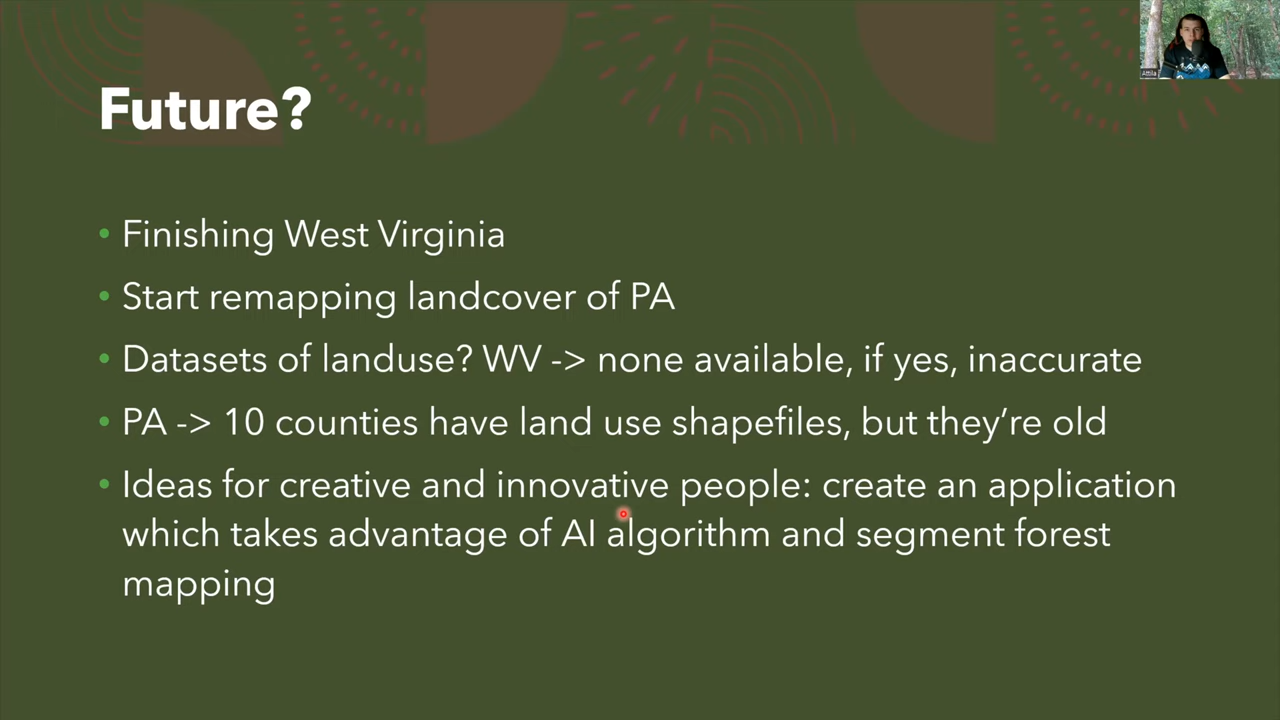 Future?
• Finishing West Virginia
• Start remapping landcover of PA
• Datasets of landuse? WV -> none available, if yes, inaccurate
• PA -> 10 counties have land use shapefiles, but they’re old
• Ideas for creative and innovative people: create an application
which takes advantage of AI algorithm and segment forest
mapping